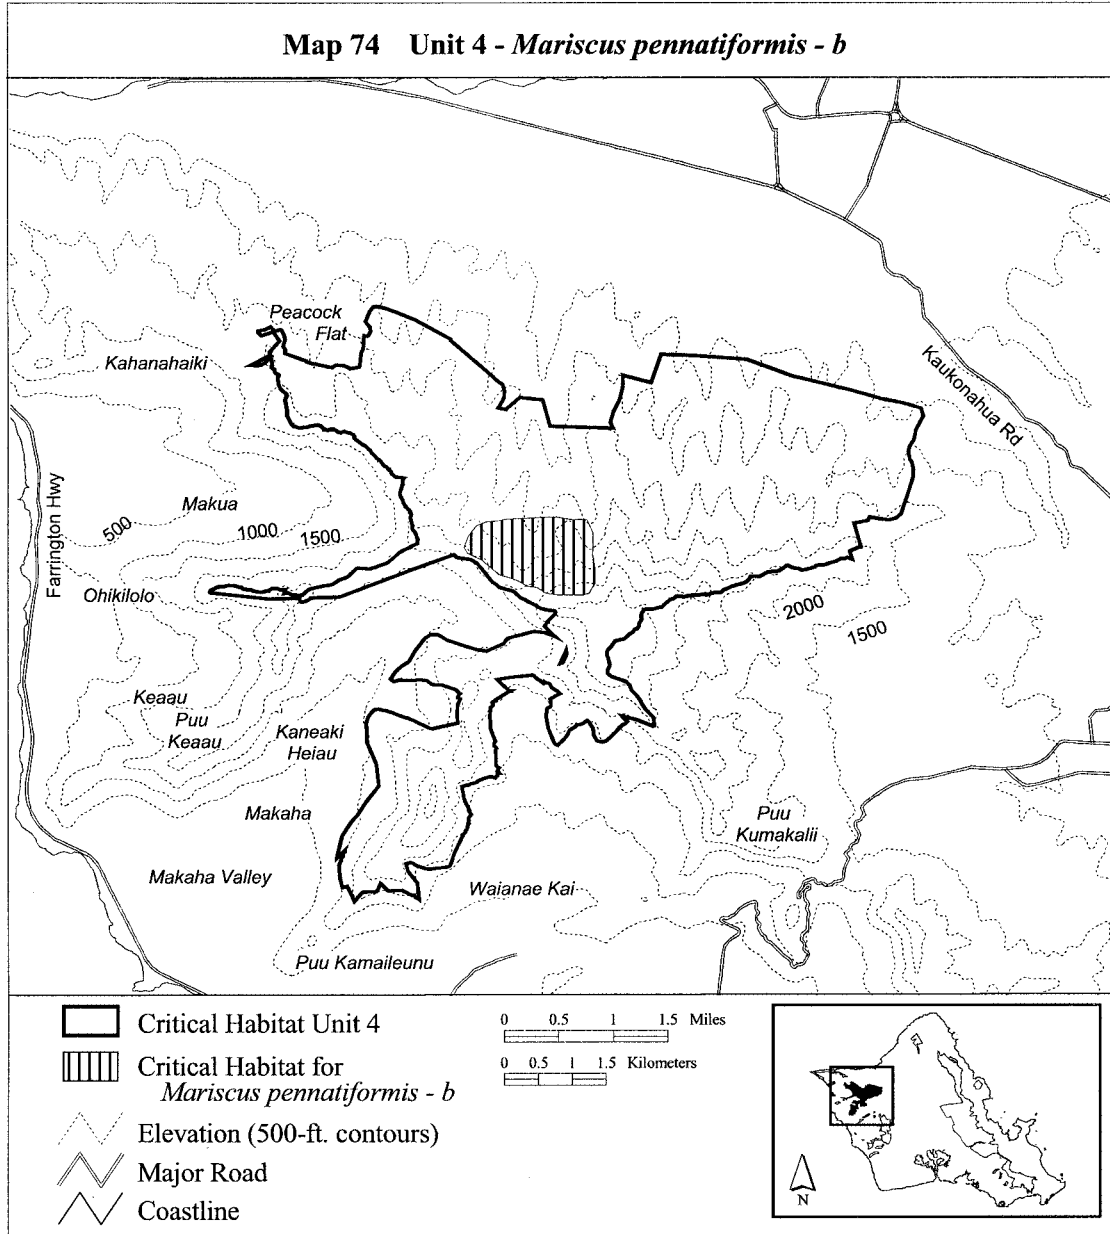 Map 74 Unit 4 - Mariscus pennatiformis - b
Peacock
Flat
Kahanahaiki
Kaukonahua Rd
Farrington Hwy
Makua
500
1000
1500
Ohikilolo
2000
1500
Keaau
Puu
Keaau
Kaneaki
Heiau
Makaha
Puu
Kumakalii
Makaha Valley
Waianae Kai
Puu Kamaileunu
Critical Habitat Unit 4
Critical Habitat for
Mariscus pennatiformis - b
Elevation (500-ft. contours)
Major Road
Coastline
0 0.5 1 1.5 Miles
0 0.5 1 1.5 Kilometers
N